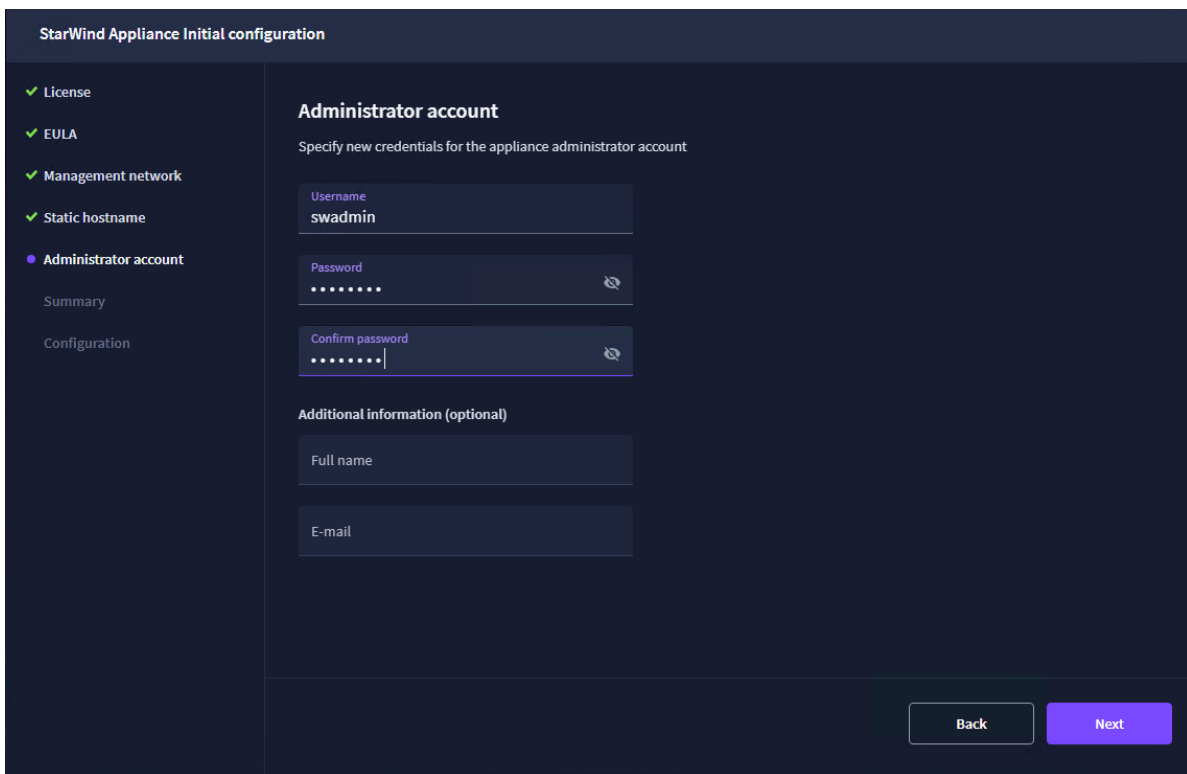 StarWind Appliance Initial configuration
License
EULA
Management network
Static hostname
Administrator account
Summary
Configuration
Administrator account
Specify new credentials for the appliance administrator account
Username
swadmin
Password
••••••••
Confirm password
••••••••
Additional information (optional)
Full name
E-mail
Back
Next